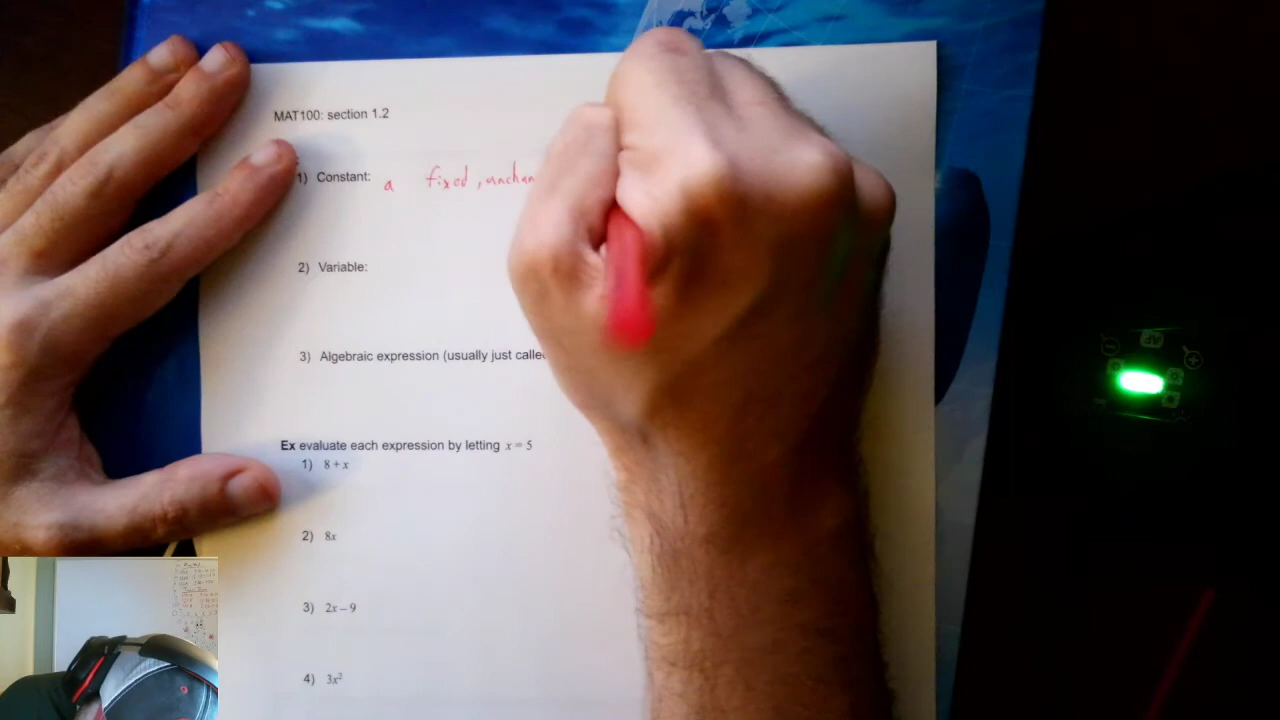 MAT100: section 1.2
1) Constant: a fixed, unchan
2) Variable:
3) Algebraic expression (usually just calle
Ex evaluate each expression by letting x = 5
1) 8 + x
2) 8x
3) 2x – 9
4) 3x²